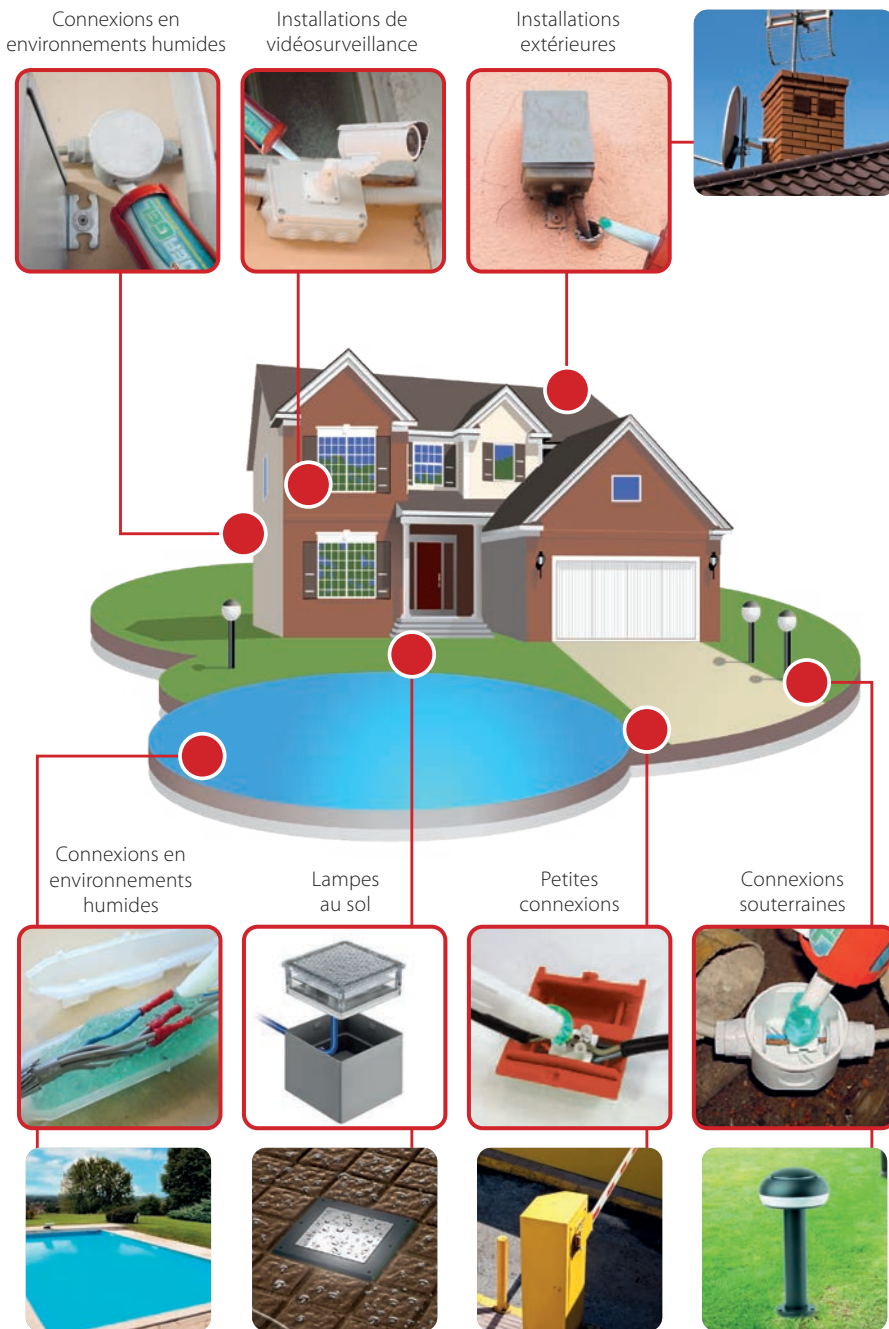 Connexions en
environnements humides
Installations de
vidéosurveillance
Installations
extérieures
Connexions en
environnements
humides
Lampes
au sol
Petites
connexions
Connexions
souterraines